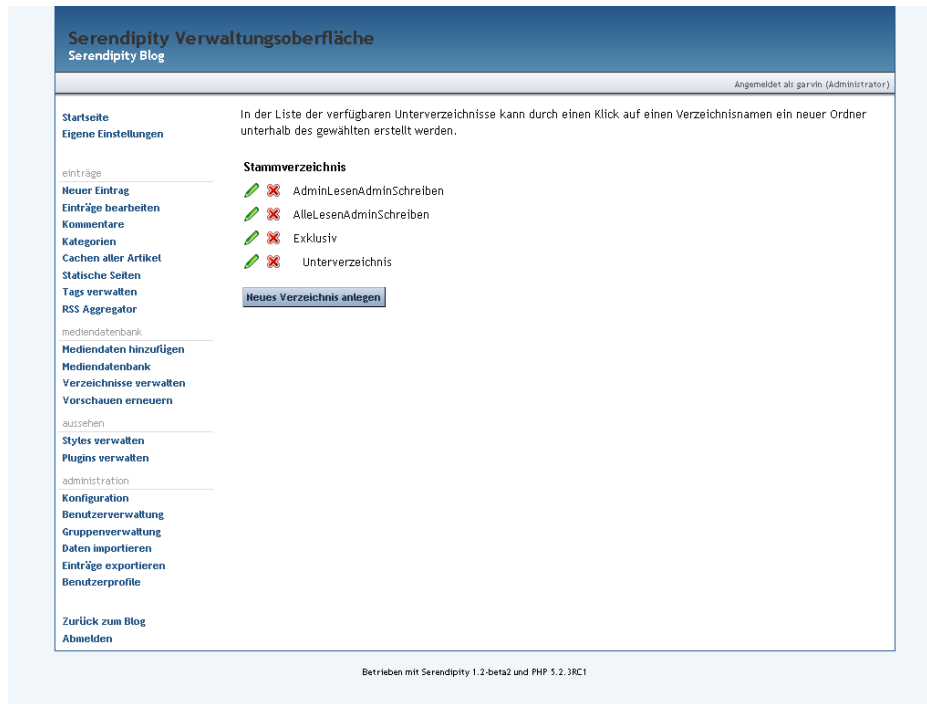 Serendipity Verwaltungsoberfläche
Serendipity Blog
Angemeldet als garvin (Administrator)
Startseite
Eigene Einstellungen
einträge
Neuer Eintrag
Einträge bearbeiten
Kommentare
Kategorien
Cachen aller Artikel
Statische Seiten
Tags verwalten
RSS Aggregator
mediendatenbank
Mediendaten hinzufügen
Mediendatenbank
Verzeichnisse verwalten
Vorschauen erneuern
aussehen
Styles verwalten
Plugins verwalten
administration
Konfiguration
Benutzerverwaltung
Gruppenverwaltung
Daten importieren
Einträge exportieren
Benutzerprofile
Zurück zum Blog
Abmelden
In der Liste der verfügbaren Unterverzeichnisse kann durch einen Klick auf einen Verzeichnisnamen ein neuer Ordner
unterhalb des gewählten erstellt werden.
Stammverzeichnis
AdminLesenAdminSchreiben
AlleLesenAdminSchreiben
Exklusiv
Unterverzeichnis
Neues Verzeichnis anlegen
Betrieben mit Serendipity 1.2-beta2 und PHP 5.2.3RC1